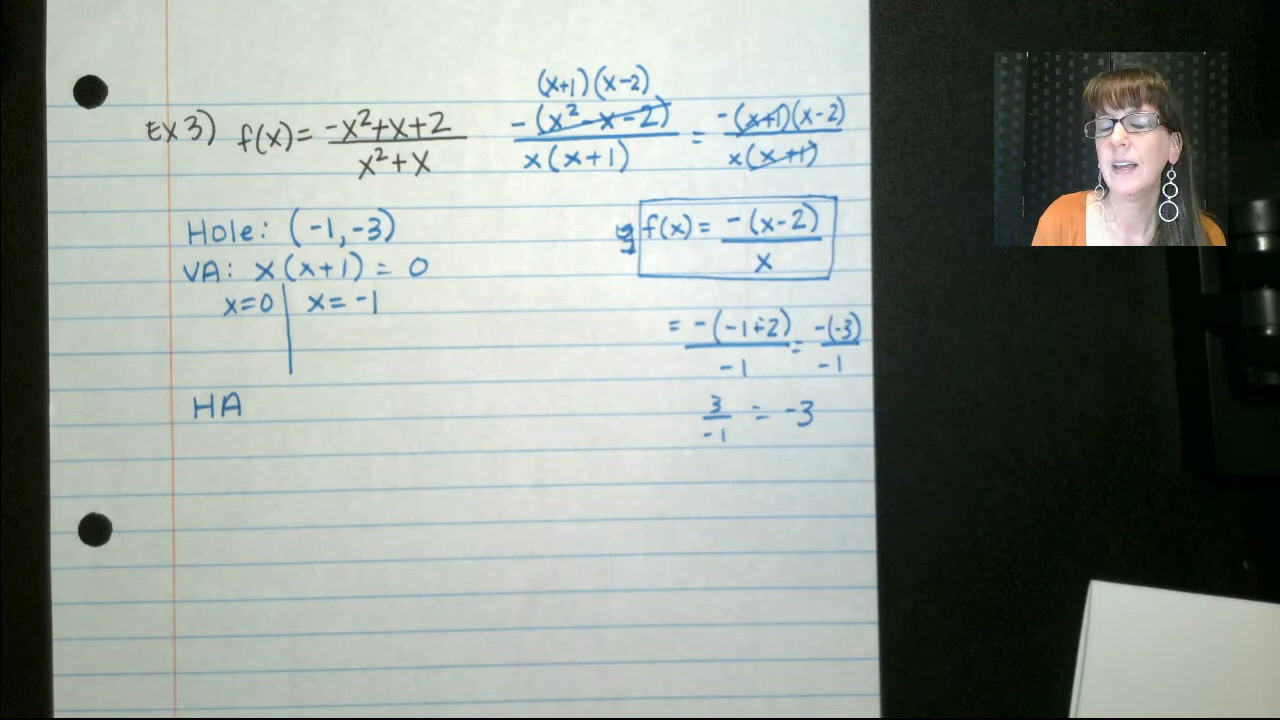 (x+1)(x-2)
Ex 3) f(x) = -x²+x+2 / x²+x   -(x²-x-2) / x(x+1) = -(x+1)(x-2) / x(x+1)
Hole: (-1,-3)   y f(x) = -(x-2) / x
VA: x(x+1) = 0
x=0 | x= -1
= -(-1+2) / -1 = -(-3) / -1
HA   3 / -1 = -3